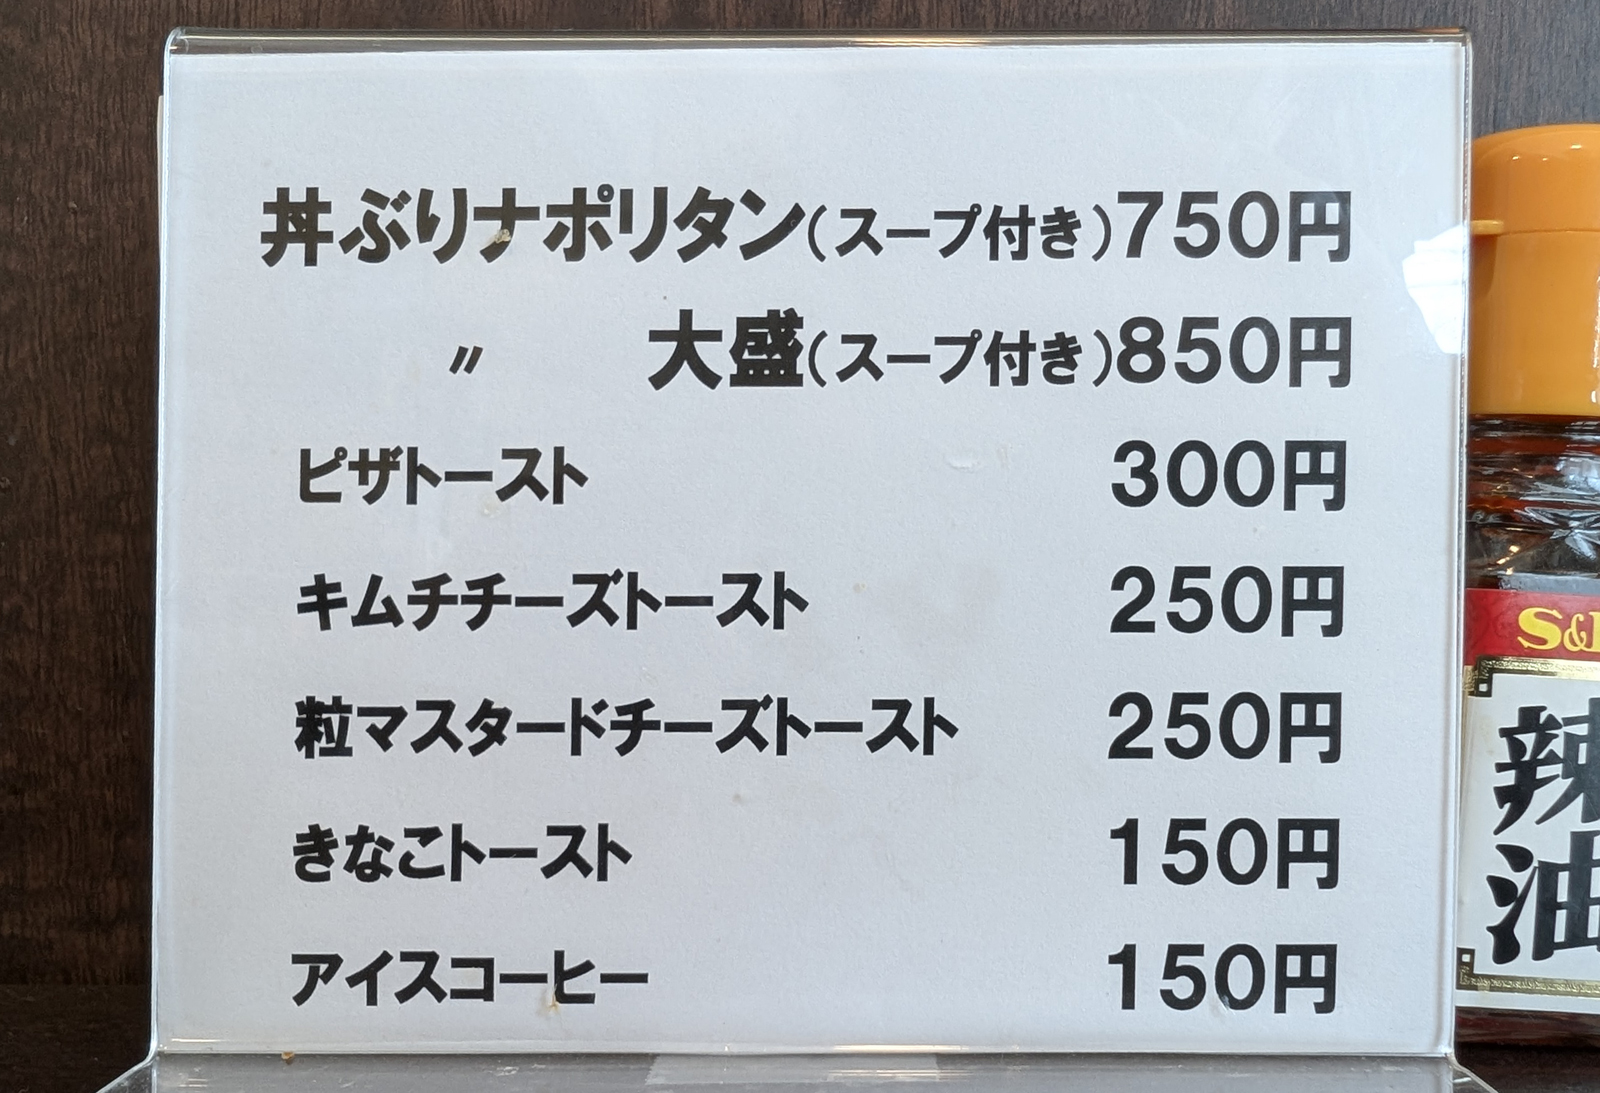 丼ぶりナポリタン(スープ付き)750円
〃 大盛(スープ付き)850円
ピザトースト 300円
キムチチーズトースト 250円
粒マスタードチーズトースト 250円
きなこトースト 150円
アイスコーヒー 150円
S&
辣油